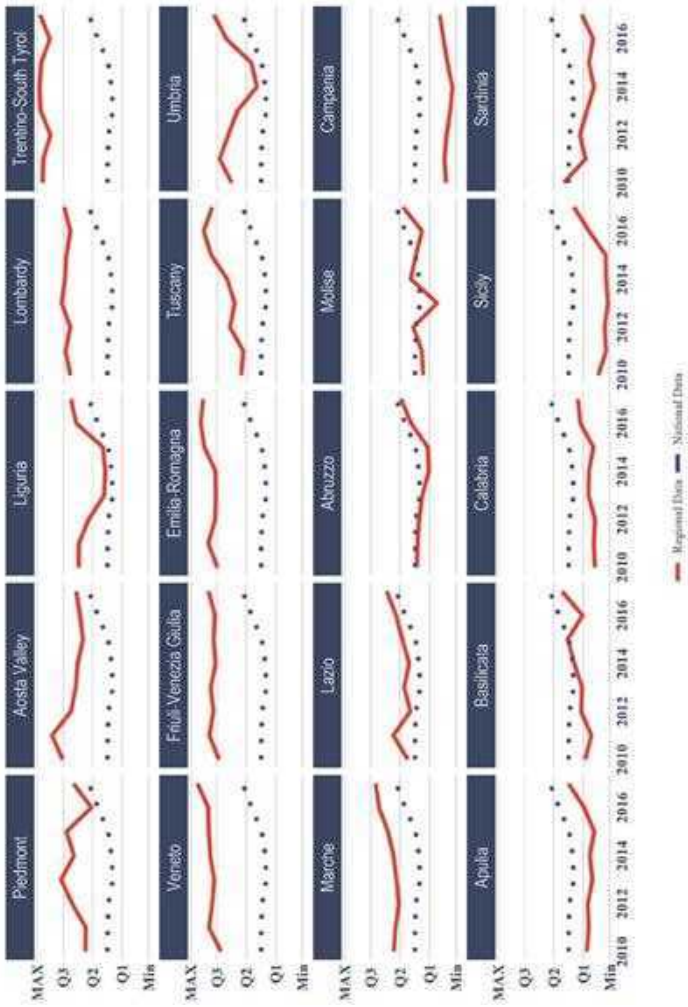 Piedmont
Aosta Valley
Liguria
Lombardy
Trentino-South Tyrol
MAX
Q3
Q2
Q1
Min
Veneto
Friuli-Venezia Giulia
Emilia-Romagna
Tuscany
Umbria
MAX
Q3
Q2
Q1
Min
Marche
Lazio
Abruzzo
Molise
Campania
MAX
Q3
Q2
Q1
Min
Apulia
Basilicata
Calabria
Sicily
Sardinia
MAX
Q3
Q2
Q1
Min
2010 2012 2014 2016 2010 2012 2014 2016 2010 2012 2014 2016 2010 2012 2014 2016 2010 2012 2014 2016
Regional Data National Data